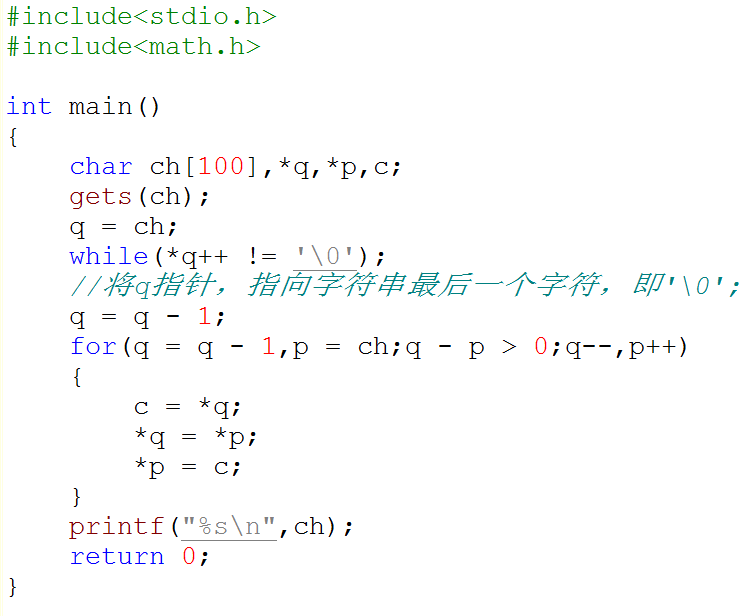 #include<stdio.h>
#include<math.h>
int main()
{
    char ch[100],*q,*p,c;
    gets(ch);
    q = ch;
    while(*q++ != '\0');
    //将q指针，指向字符串最后一个字符，即'\0';
    q = q - 1;
    for(q = q - 1,p = ch;q - p > 0;q--,p++)
    {
        c = *q;
        *q = *p;
        *p = c;
    }
    printf("%s\n",ch);
    return 0;
}